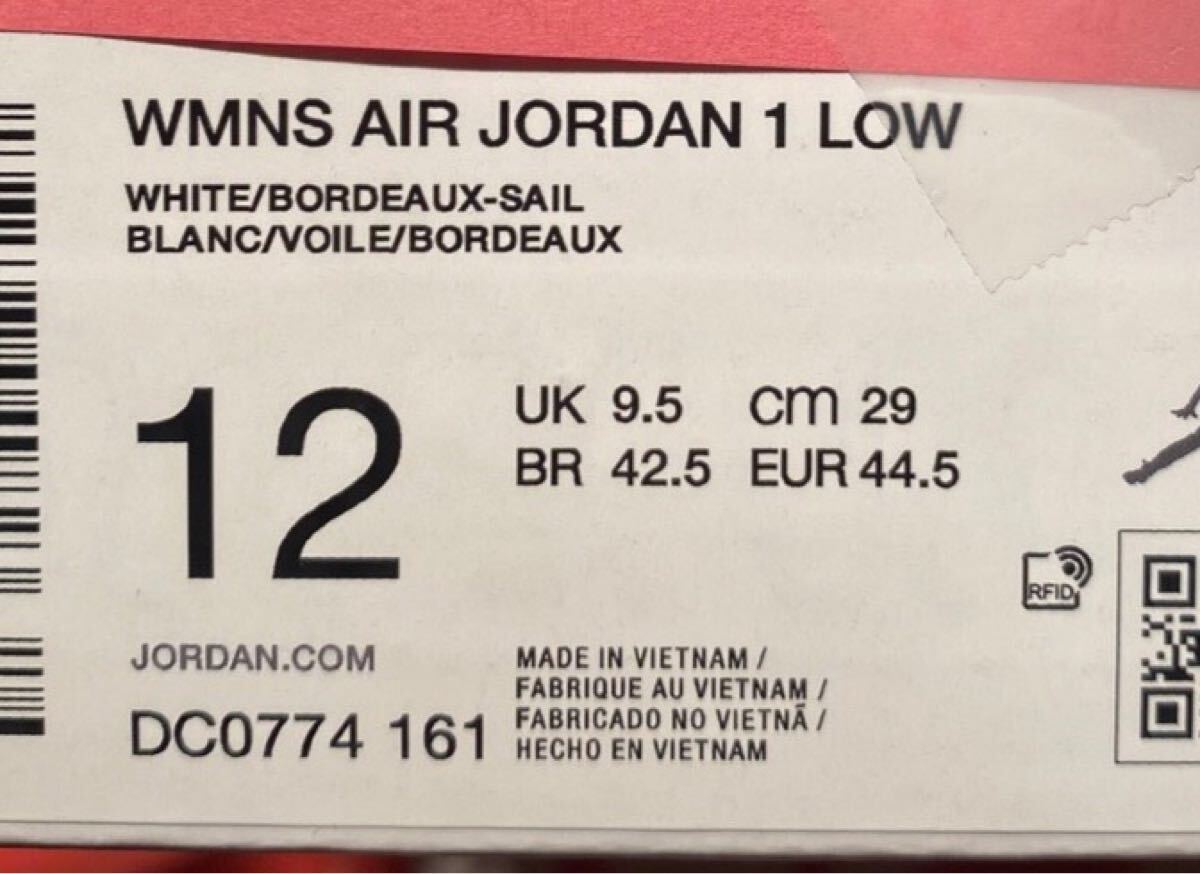 WMNS AIR JORDAN 1 LOW
WHITE/BORDEAUX-SAIL
BLANC/VOILE/BORDEAUX
12
UK 9.5 cm 29
BR 42.5 EUR 44.5
RFID
JORDAN.COM
DC0774 161
MADE IN VIETNAM /
FABRIQUE AU VIETNAM /
FABRICADO NO VIETNÃ /
HECHO EN VIETNAM